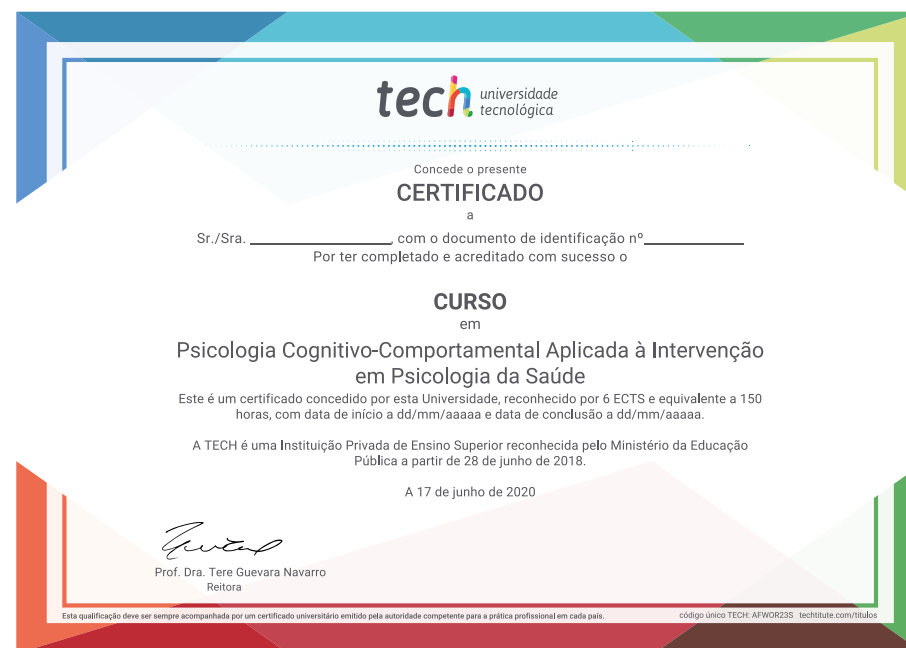 tech universidade
tecnológica
Concede o presente
CERTIFICADO
a
Sr./Sra. ________________, com o documento de identificação nº____________
Por ter completado e acreditado com sucesso o
CURSO
em
Psicologia Cognitivo-Comportamental Aplicada à Intervenção
em Psicologia da Saúde
Este é um certificado concedido por esta Universidade, reconhecido por 6 ECTS e equivalente a 150
horas, com data de início a dd/mm/aaaaa e data de conclusão a dd/mm/aaaaa.
A TECH é uma Instituição Privada de Ensino Superior reconhecida pelo Ministério da Educação
Pública a partir de 28 de junho de 2018.
A 17 de junho de 2020
Prof. Dra. Tere Guevara Navarro
Reitora
Esta qualificação deve ser sempre acompanhada por um certificado universitário emitido pela autoridade competente para a prática profissional em cada país.
código único TECH: AFWOR23S techtitute.com/titulos